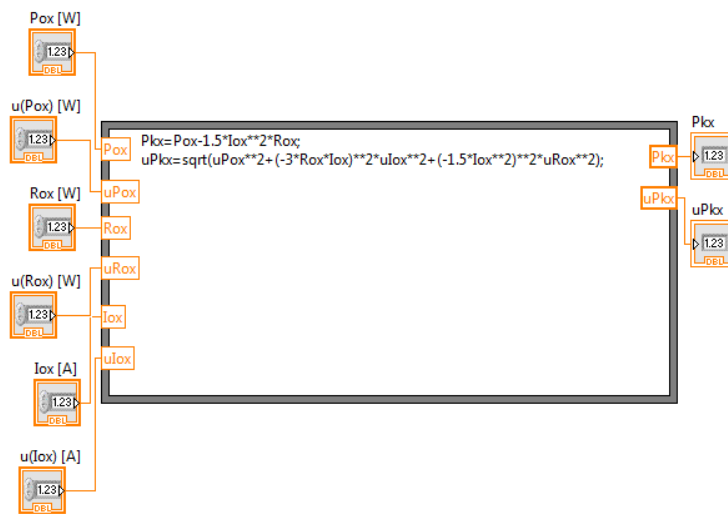 Pox [W]
1.23
DBL
u(Pox) [W]
1.23
DBL
Rox [W]
1.23
DBL
u(Rox) [W]
1.23
DBL
Iox [A]
1.23
DBL
u(Iox) [A]
1.23
DBL
Pox
uPox
Rox
uRox
Iox
uIox
Pkx=Pox-1.5*Iox**2*Rox;
uPkx=sqrt(uPox**2+(-3*Rox*Iox)**2*uIox**2+(-1.5*Iox**2)**2*uRox**2);
Pkx
uPkx
Pkx
1.23
DBL
uPkx
1.23
DBL